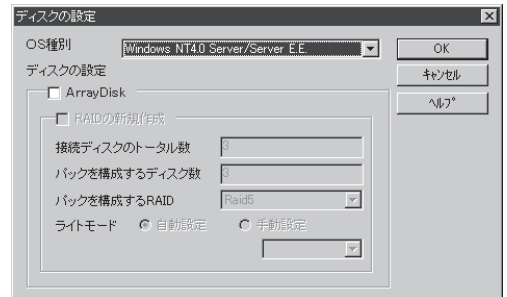 ディスクの設定
OS種別 Windows NT4.0 Server/Server E.E.
OK
ディスクの設定
キャンセル
ArrayDisk
ヘルプ
RAIDの新規作成
接続ディスクのトータル数 3
パックを構成するディスク数 3
パックを構成するRAID Raid5
ライトモード 自動設定 手動設定